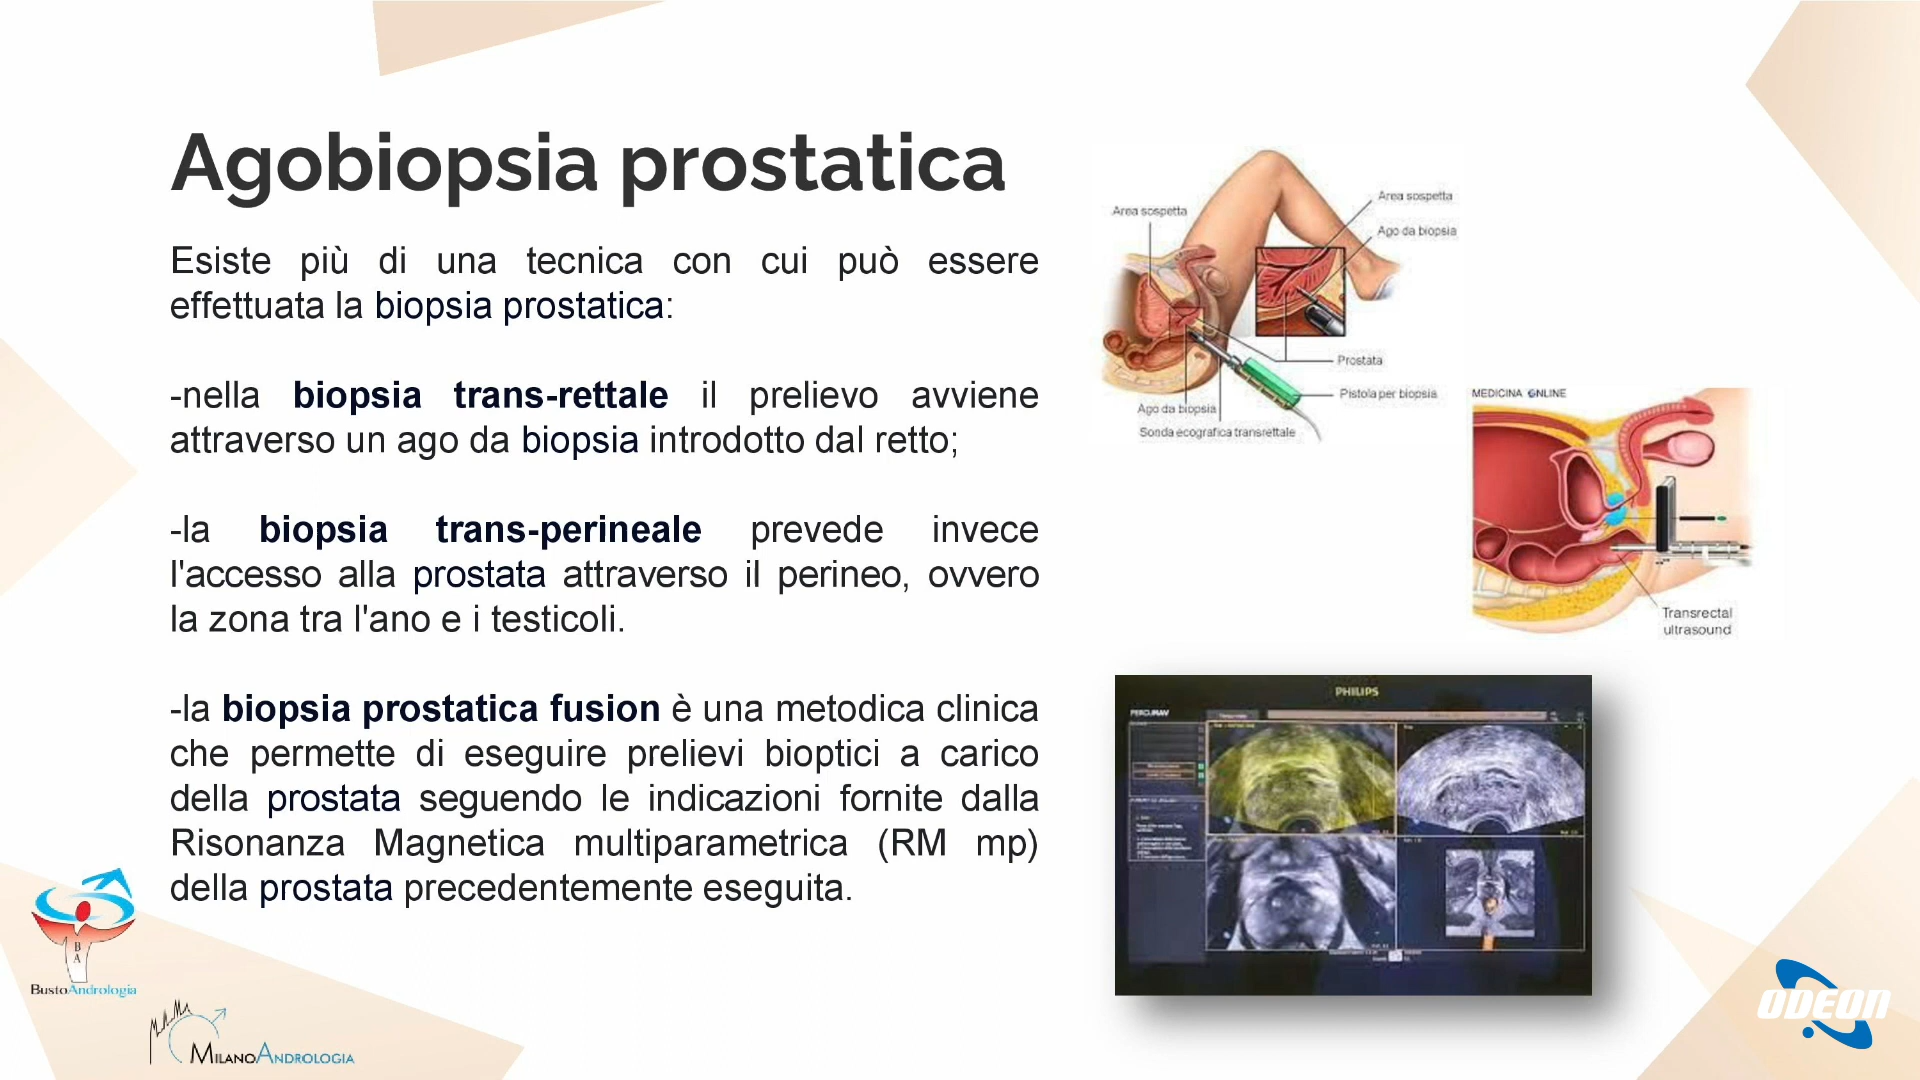 Agobiopsia prostatica
Esiste più di una tecnica con cui può essere
effettuata la biopsia prostatica:
-nella biopsia trans-rettale il prelievo avviene
attraverso un ago da biopsia introdotto dal retto;
-la biopsia trans-perineale prevede invece
l'accesso alla prostata attraverso il perineo, ovvero
la zona tra l'ano e i testicoli.
-la biopsia prostatica fusion è una metodica clinica
che permette di eseguire prelievi bioptici a carico
della prostata seguendo le indicazioni fornite dalla
Risonanza Magnetica multiparametrica (RM mp)
della prostata precedentemente eseguita.
Area sospetta
Area sospetta
Ago da biopsia
Prostata
Pistola per biopsia
Ago da biopsia
Sonda ecografica transrettale
MEDICINA ONLINE
Transrectal
ultrasound
PHILIPS
B
A
BustoAndrologia
MILANOANDROLOGIA
ODEON